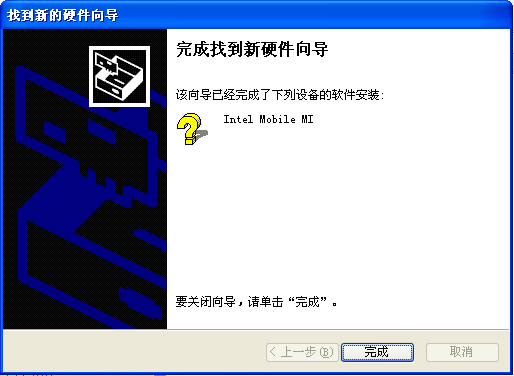 找到新的硬件向导
完成找到新硬件向导
该向导已经完成了下列设备的软件安装:
Intel Mobile MI
要关闭向导，请单击“完成”。
< 上一步(B)
完成
取消